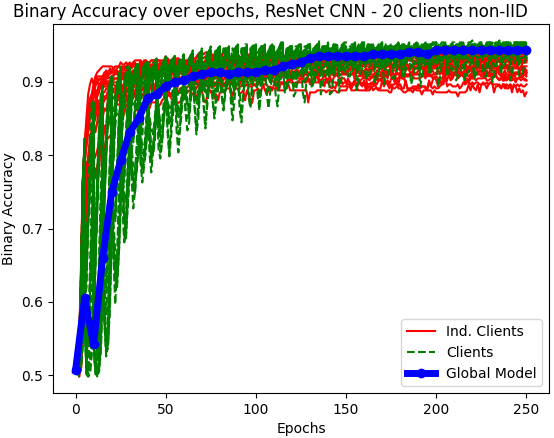 Binary Accuracy over epochs, ResNet CNN - 20 clients non-IID
Binary Accuracy
0.9
0.8
0.7
0.6
0.5
0
50
100
150
200
250
Epochs
Ind. Clients
Clients
Global Model